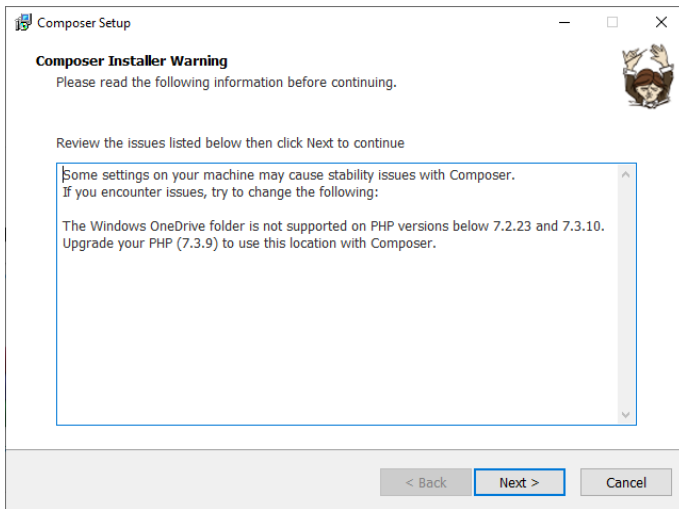 Composer Setup
Composer Installer Warning
Please read the following information before continuing.
Review the issues listed below then click Next to continue
Some settings on your machine may cause stability issues with Composer.
If you encounter issues, try to change the following:
The Windows OneDrive folder is not supported on PHP versions below 7.2.23 and 7.3.10.
Upgrade your PHP (7.3.9) to use this location with Composer.
< Back
Next >
Cancel